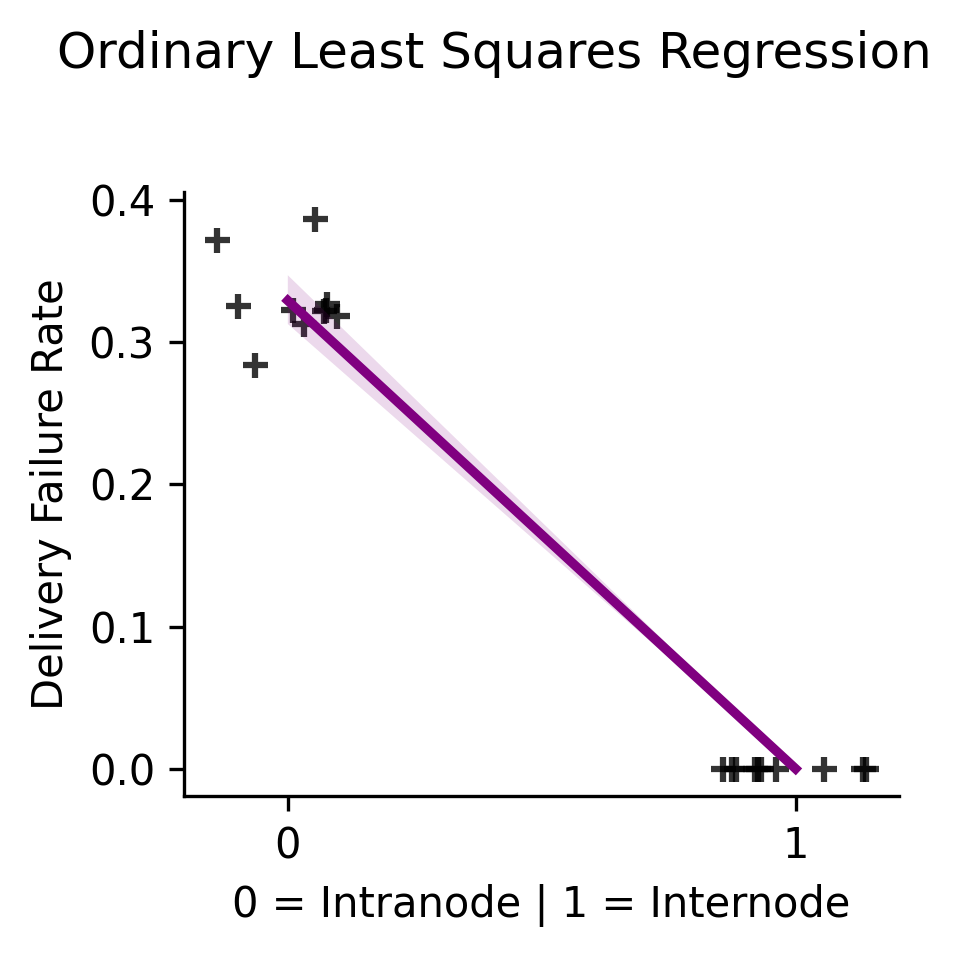 Ordinary Least Squares Regression
0.4
0.3
0.2
0.1
0.0
Delivery Failure Rate
0 1
0 = Intranode | 1 = Internode